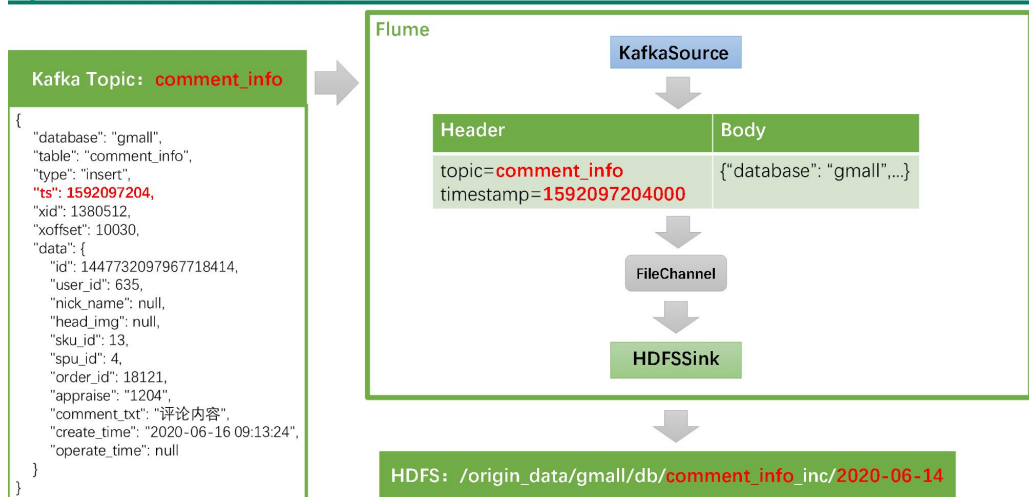 Flume
KafkaSource
Kafka Topic：comment_info
{
"database": "gmall",
"table": "comment_info",
"type": "insert",
"ts": 1592097204,
"xid": 1380512,
"xoffset": 10030,
"data": {
"id": 1447732097967718414,
"user_id": 635,
"nick_name": null,
"head_img": null,
"sku_id": 13,
"spu_id": 4,
"order_id": 18121,
"appraise": "1204",
"comment_txt": "评论内容",
"create_time": "2020-06-16 09:13:24",
"operate_time": null
}
}
Header Body
topic=comment_info {“database”: “gmall”,...}
timestamp=1592097204000
FileChannel
HDFSSink
HDFS：/origin_data/gmall/db/comment_info_inc/2020-06-14